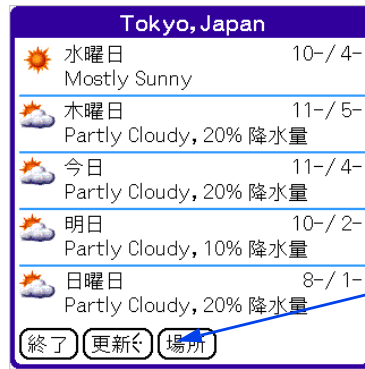 Tokyo, Japan
水曜日 10-/ 4-
Mostly Sunny
木曜日 11-/ 5-
Partly Cloudy, 20% 降水量
今日 11-/ 4-
Partly Cloudy, 20% 降水量
明日 10-/ 2-
Partly Cloudy, 10% 降水量
日曜日 8-/ 1-
Partly Cloudy, 20% 降水量
終了 更新 場所